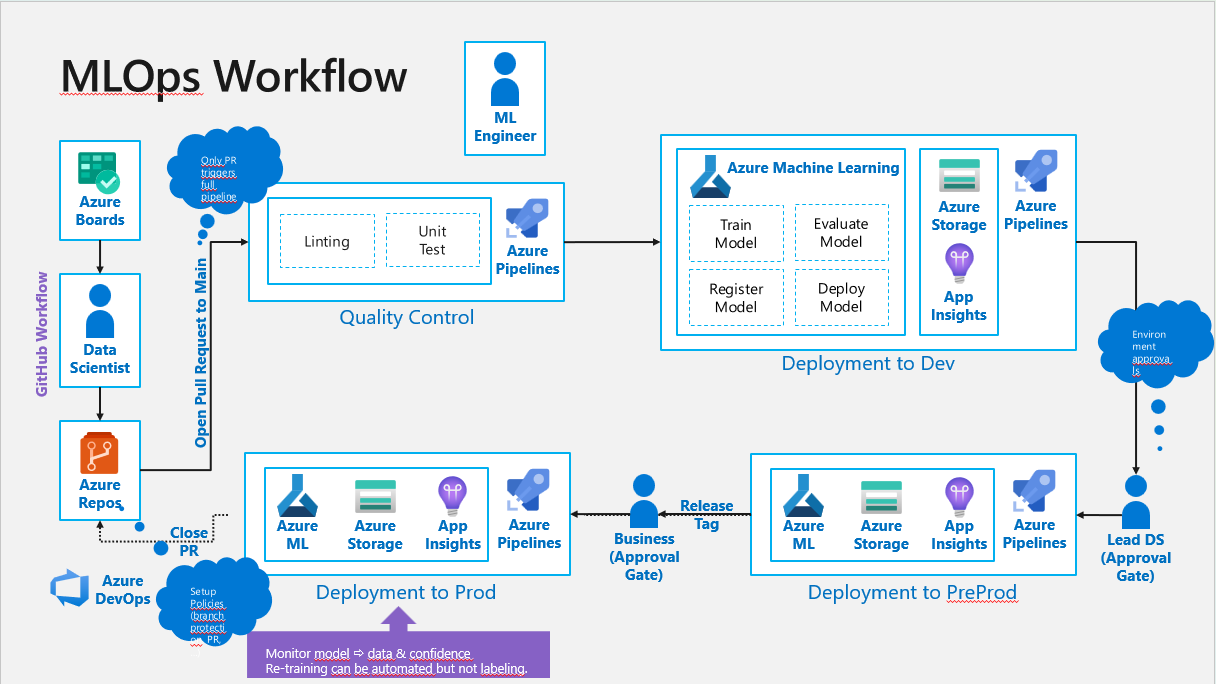 MLOps Workflow
ML
Engineer
Azure
Boards
Only PR
triggers
full
pipeline
GitHub Workflow
Data
Scientist
Azure
Repos
Open Pull Request to Main
Linting
Unit
Test
Azure
Pipelines
Quality Control
Azure Machine Learning
Train
Model
Evaluate
Model
Register
Model
Deploy
Model
Azure
Storage
App
Insights
Azure
Pipelines
Deployment to Dev
Environ
ment
approva
ls
Lead DS
(Approval
Gate)
Azure
ML
Azure
Storage
App
Insights
Azure
Pipelines
Deployment to PreProd
Release
Tag
Business
(Approval
Gate)
Azure
ML
Azure
Storage
App
Insights
Azure
Pipelines
Deployment to Prod
Close
PR
Azure
DevOps
Setup
Policies
(branch
protecti
on, PR
Monitor model ⇨ data & confidence
Re-training can be automated but not labeling.